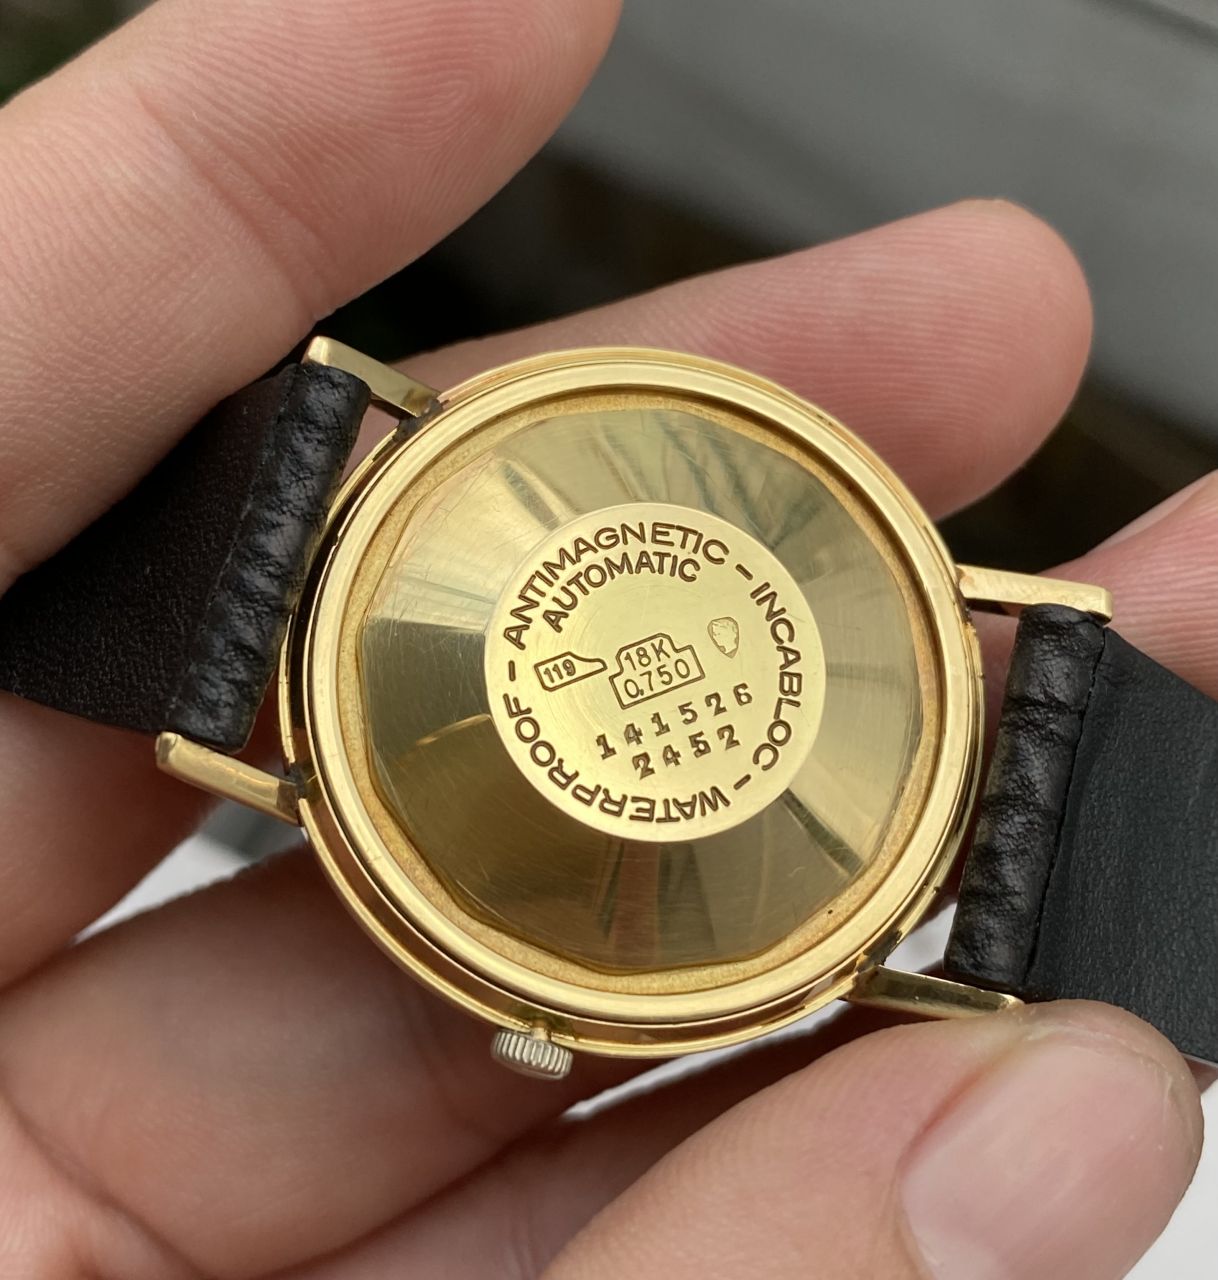 ANTIMAGNETIC - INCABLOC - WATERPROOF -
AUTOMATIC
119
18K
0.750
141526
2452